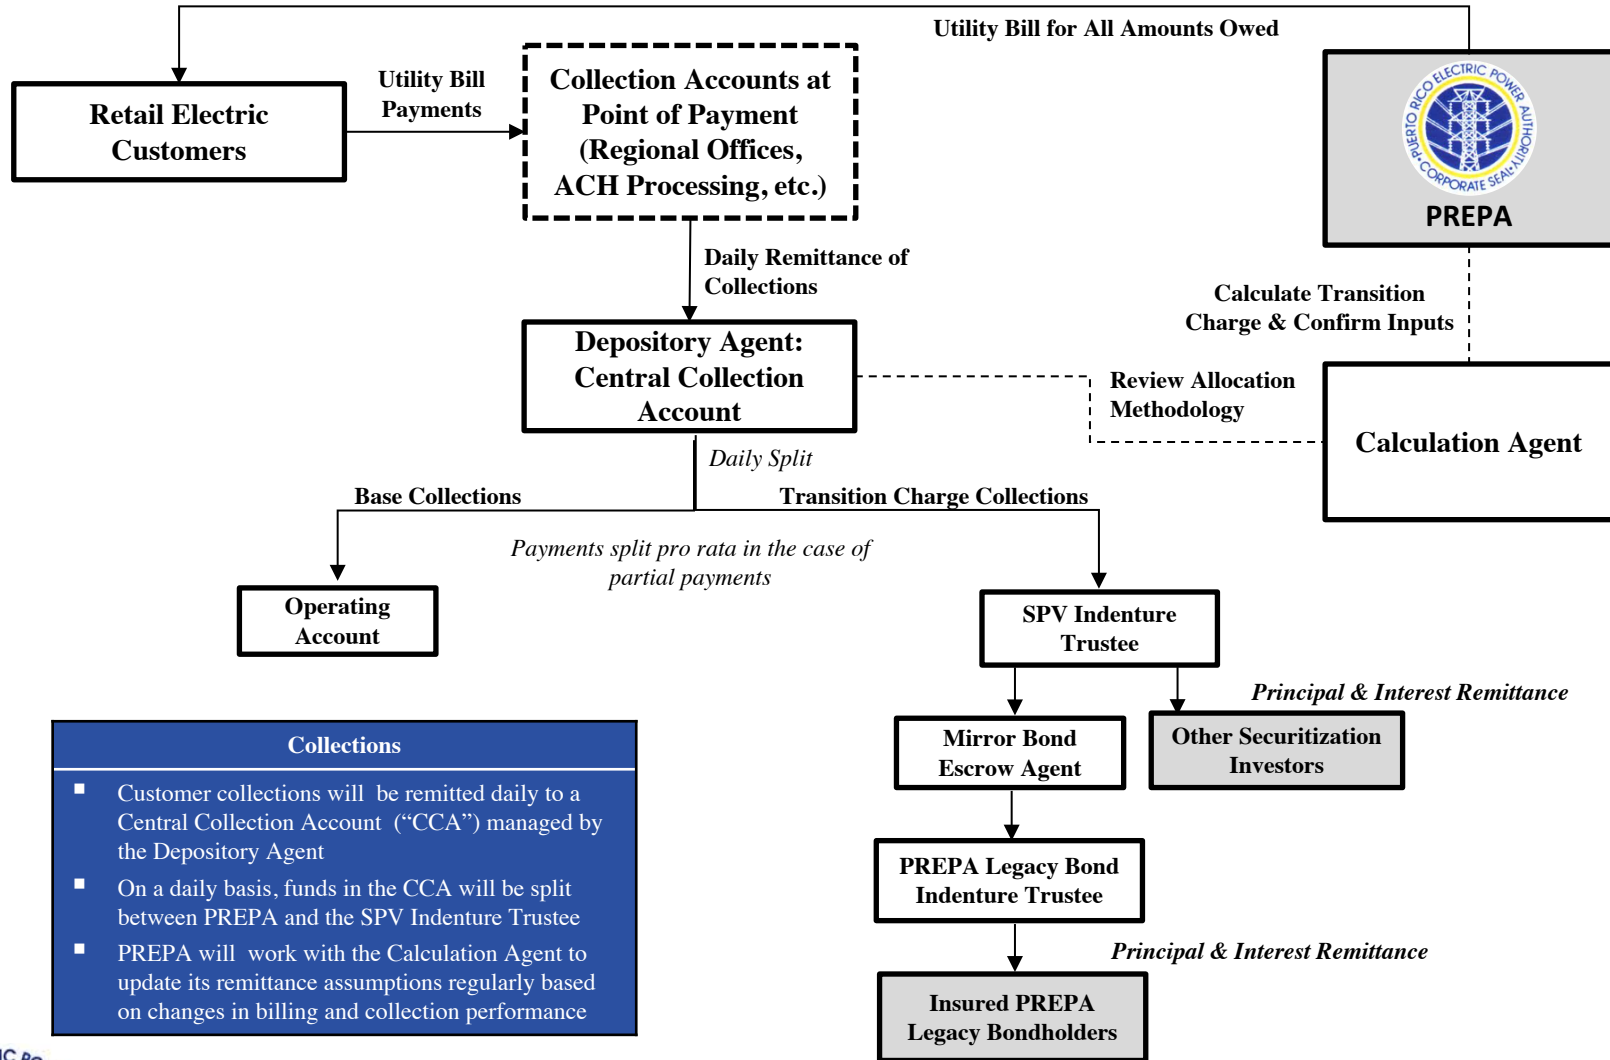 Utility Bill for All Amounts Owed
Retail Electric
Customers
Utility Bill
Payments
Collection Accounts at
Point of Payment
(Regional Offices,
ACH Processing, etc.)
PUERTO RICO ELECTRIC POWER AUTHORITY
CORPORATE SEAL
PREPA
Daily Remittance of
Collections
Calculate Transition
Charge & Confirm Inputs
Depository Agent:
Central Collection
Account
Review Allocation
Methodology
Calculation Agent
Daily Split
Base Collections
Transition Charge Collections
Payments split pro rata in the case of
partial payments
Operating
Account
SPV Indenture
Trustee
Principal & Interest Remittance
Mirror Bond
Escrow Agent
Other Securitization
Investors
PREPA Legacy Bond
Indenture Trustee
Principal & Interest Remittance
Insured PREPA
Legacy Bondholders
Collections
▪ Customer collections will be remitted daily to a
Central Collection Account (“CCA”) managed by
the Depository Agent
▪ On a daily basis, funds in the CCA will be split
between PREPA and the SPV Indenture Trustee
▪ PREPA will work with the Calculation Agent to
update its remittance assumptions regularly based
on changes in billing and collection performance